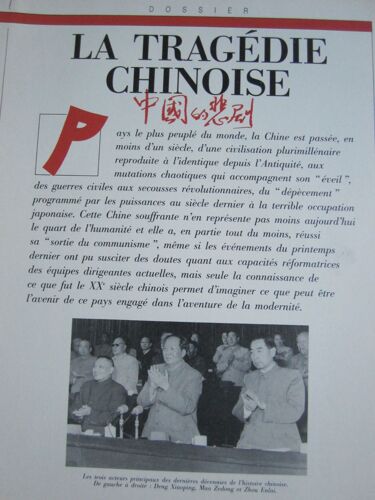 DOSSIER
LA TRAGÉDIE
CHINOISE
中國的悲剧
Pays le plus peuplé du monde, la Chine est passée, en
moins d'un siècle, d'une civilisation plurimillénaire
reproduite à l'identique depuis l'Antiquité, aux
mutations chaotiques qui accompagnent son "éveil",
des guerres civiles aux secousses révolutionnaires, du "dépècement"
programmé par les puissances au siècle dernier à la terrible occupation
japonaise. Cette Chine souffrante n'en représente pas moins aujourd'hui
le quart de l'humanité et elle a, en partie tout du moins, réussi
sa "sortie du communisme", même si les événements du printemps
dernier ont pu susciter des doutes quant aux capacités réformatrices
des équipes dirigeantes actuelles, mais seule la connaissance de
ce que fut le XXe siècle chinois permet d'imaginer ce que peut être
l'avenir de ce pays engagé dans l'aventure de la modernité.
Les trois acteurs principaux des dernières décennies de l'histoire chinoise.
De gauche à droite : Deng Xiaoping, Mao Zedong et Zhou Enlai.